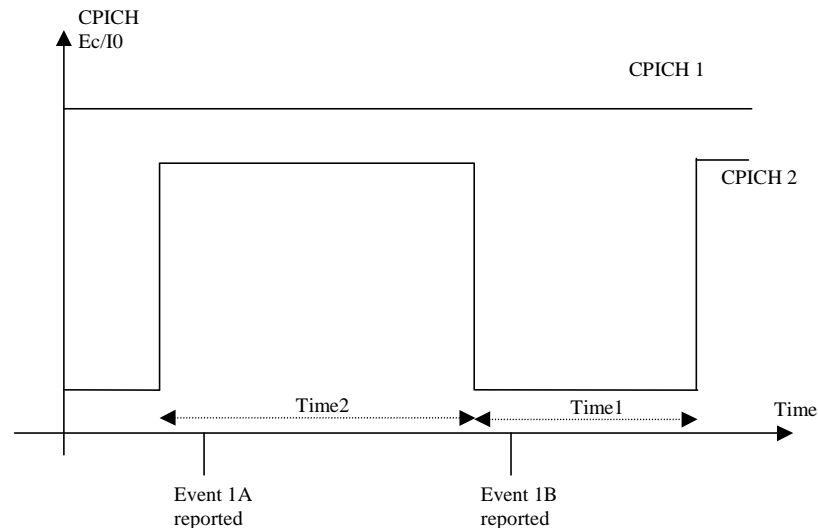 CPICH
Ec/I0
CPICH 1
CPICH 2
Time2
Time1
Time
Event 1A
reported
Event 1B
reported